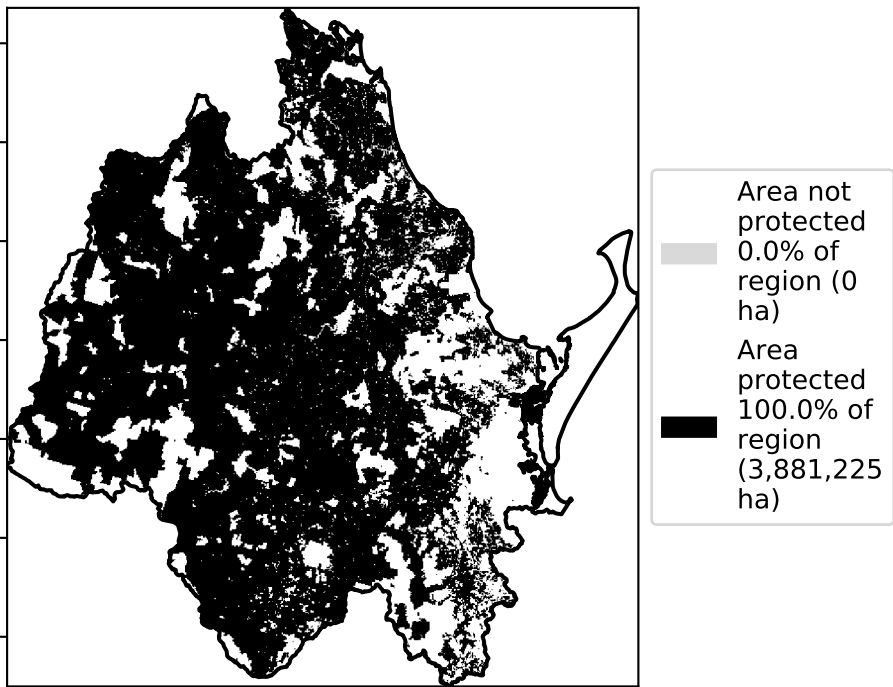 Area not
protected
0.0% of
region (0
ha)
Area
protected
100.0% of
region
(3,881,225
ha)